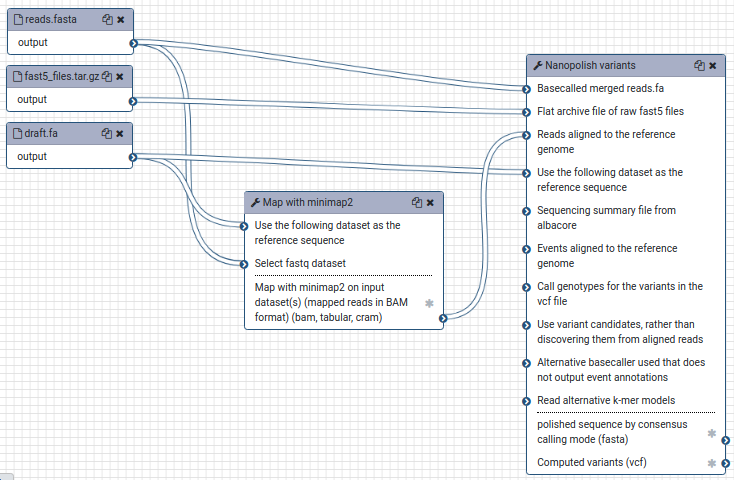 reads.fasta
output
fast5_files.tar.gz
output
draft.fa
output
Map with minimap2
Use the following dataset as the
reference sequence
Select fastq dataset
Map with minimap2 on input
dataset(s) (mapped reads in BAM
format) (bam, tabular, cram)
Nanopolish variants
Basecalled merged reads.fa
Flat archive file of raw fast5 files
Reads aligned to the reference
genome
Use the following dataset as the
reference sequence
Sequencing summary file from
albacore
Events aligned to the reference
genome
Call genotypes for the variants in the
vcf file
Use variant candidates, rather than
discovering them from aligned reads
Alternative basecaller used that does
not output event annotations
Read alternative k-mer models
polished sequence by consensus
calling mode (fasta)
Computed variants (vcf)